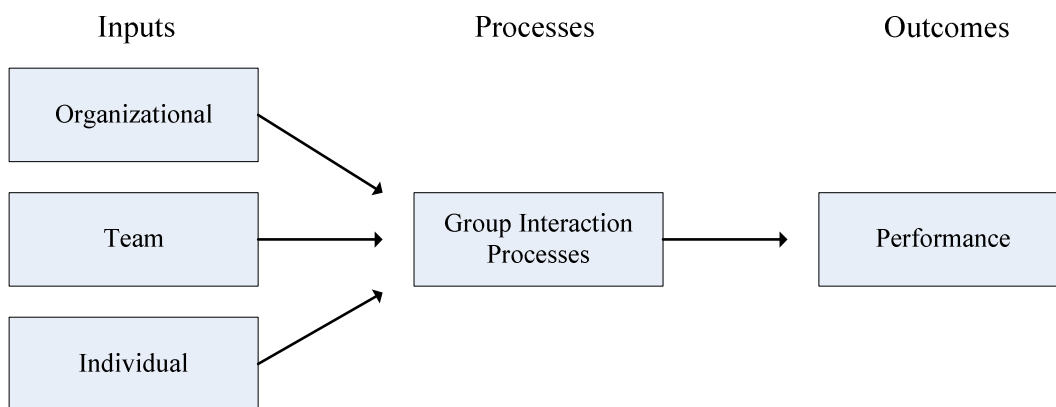 Inputs
Processes
Outcomes
Organizational
Team
Group Interaction
Processes
Performance
Individual